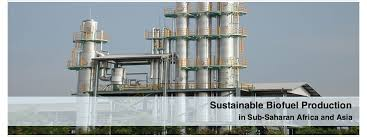 Sustainable Biofuel Production
in Sub-Saharan Africa and Asia